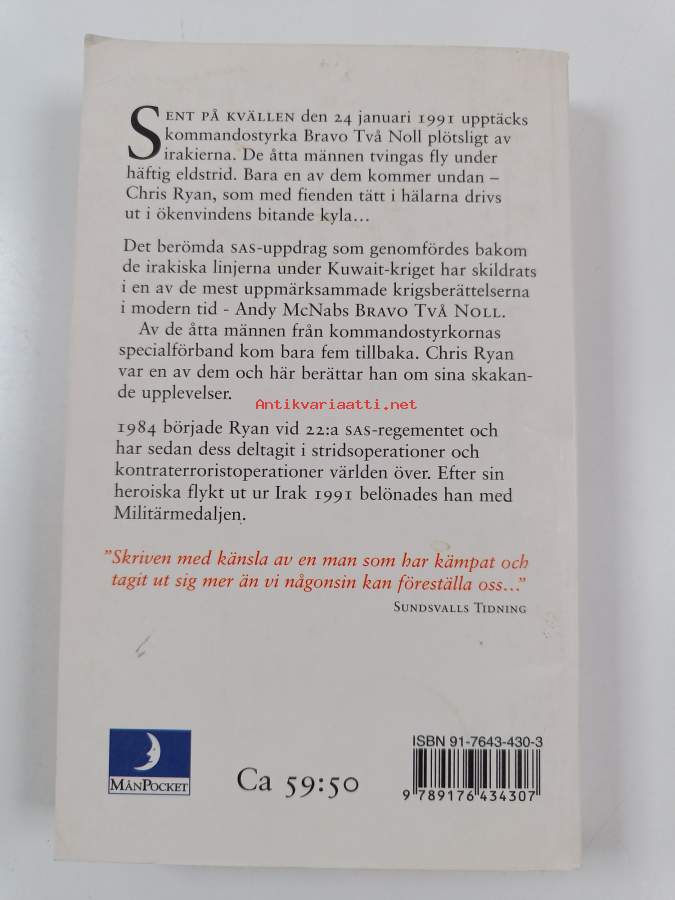 SENT PÅ KVÄLLEN den 24 januari 1991 upptäcks
kommandostyrka Bravo Två Noll plötsligt av
irakierna. De åtta männen tvingas fly under
häftig eldstrid. Bara en av dem kommer undan –
Chris Ryan, som med fienden tätt i hälarna drivs
ut i ökenvindens bitande kyla...
Det berömda SAS-uppdrag som genomfördes bakom
de irakiska linjerna under Kuwait-kriget har skildrats
i en av de mest uppmärksammade krigsberättelserna
i modern tid - Andy McNabs BRAVO TVÅ NOLL.
Av de åtta männen från kommandostyrkornas
specialförband kom bara fem tillbaka. Chris Ryan
var en av dem och här berättar han om sina skakan-
de upplevelser.
Antikvariaatti.net
1984 började Ryan vid 22:a SAS-regementet och
har sedan dess deltagit i stridsoperationer och
kontraterroristoperationer världen över. Efter sin
heroiska flykt ut ur Irak 1991 belönades han med
Militärmedaljen.
"Skriven med känsla av en man som har kämpat och
tagit ut sig mer än vi någonsin kan föreställa oss..."
SUNDSVALLS TIDNING
MÅNPOCKET
Ca 59:50
ISBN 91-7643-430-3
9 789176 434307